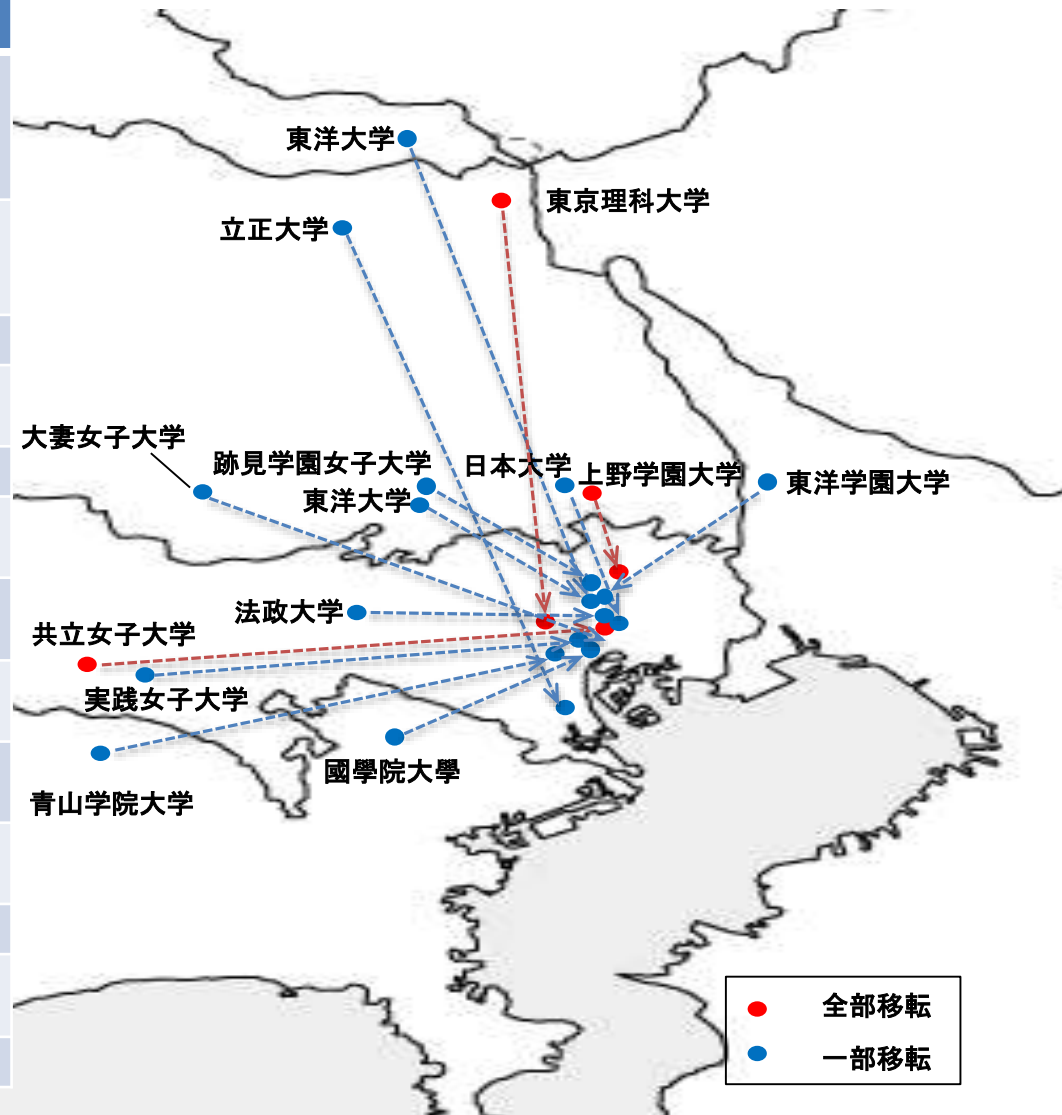 東洋大学
東京理科大学
立正大学
大妻女子大学
跡見学園女子大学
日本大学
上野学園大学
東洋学園大学
東洋大学
法政大学
共立女子大学
実践女子大学
國學院大學
青山学院大学
全部移転
一部移転